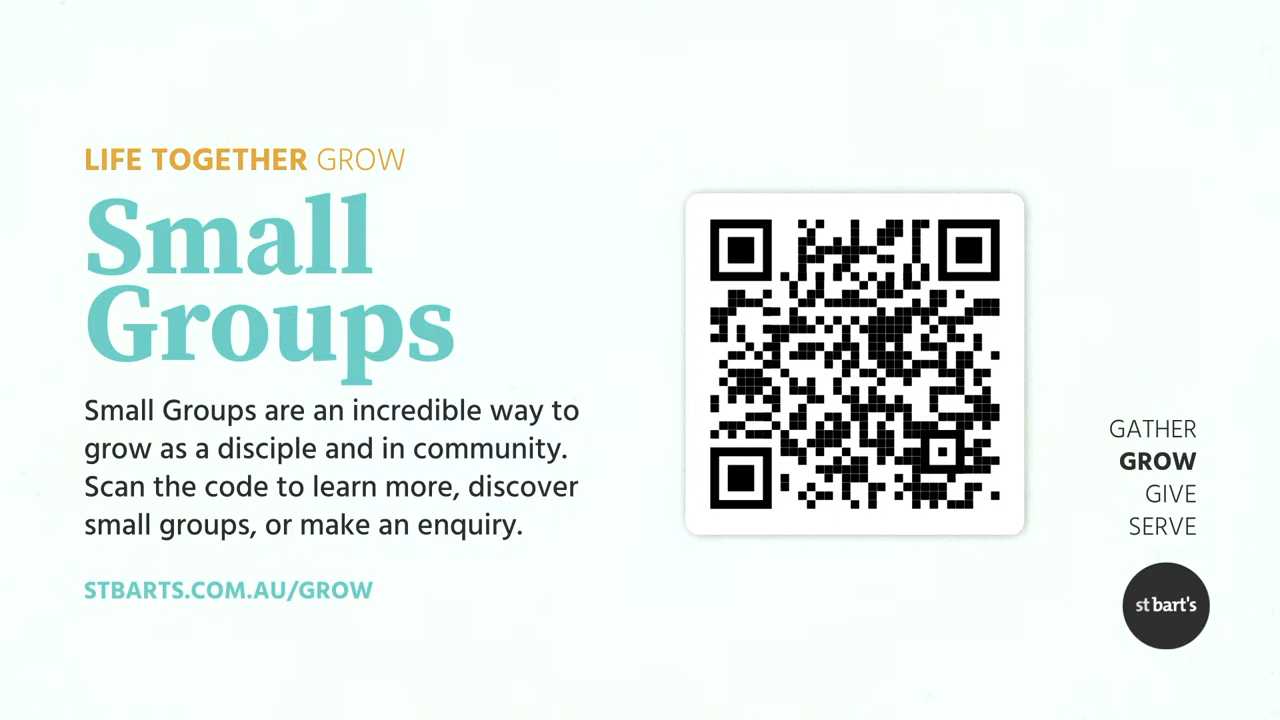 LIFE TOGETHER GROW
Small
Groups
Small Groups are an incredible way to
grow as a disciple and in community.
Scan the code to learn more, discover
small groups, or make an enquiry.
STBARTS.COM.AU/GROW
GATHER
GROW
GIVE
SERVE
st bart's